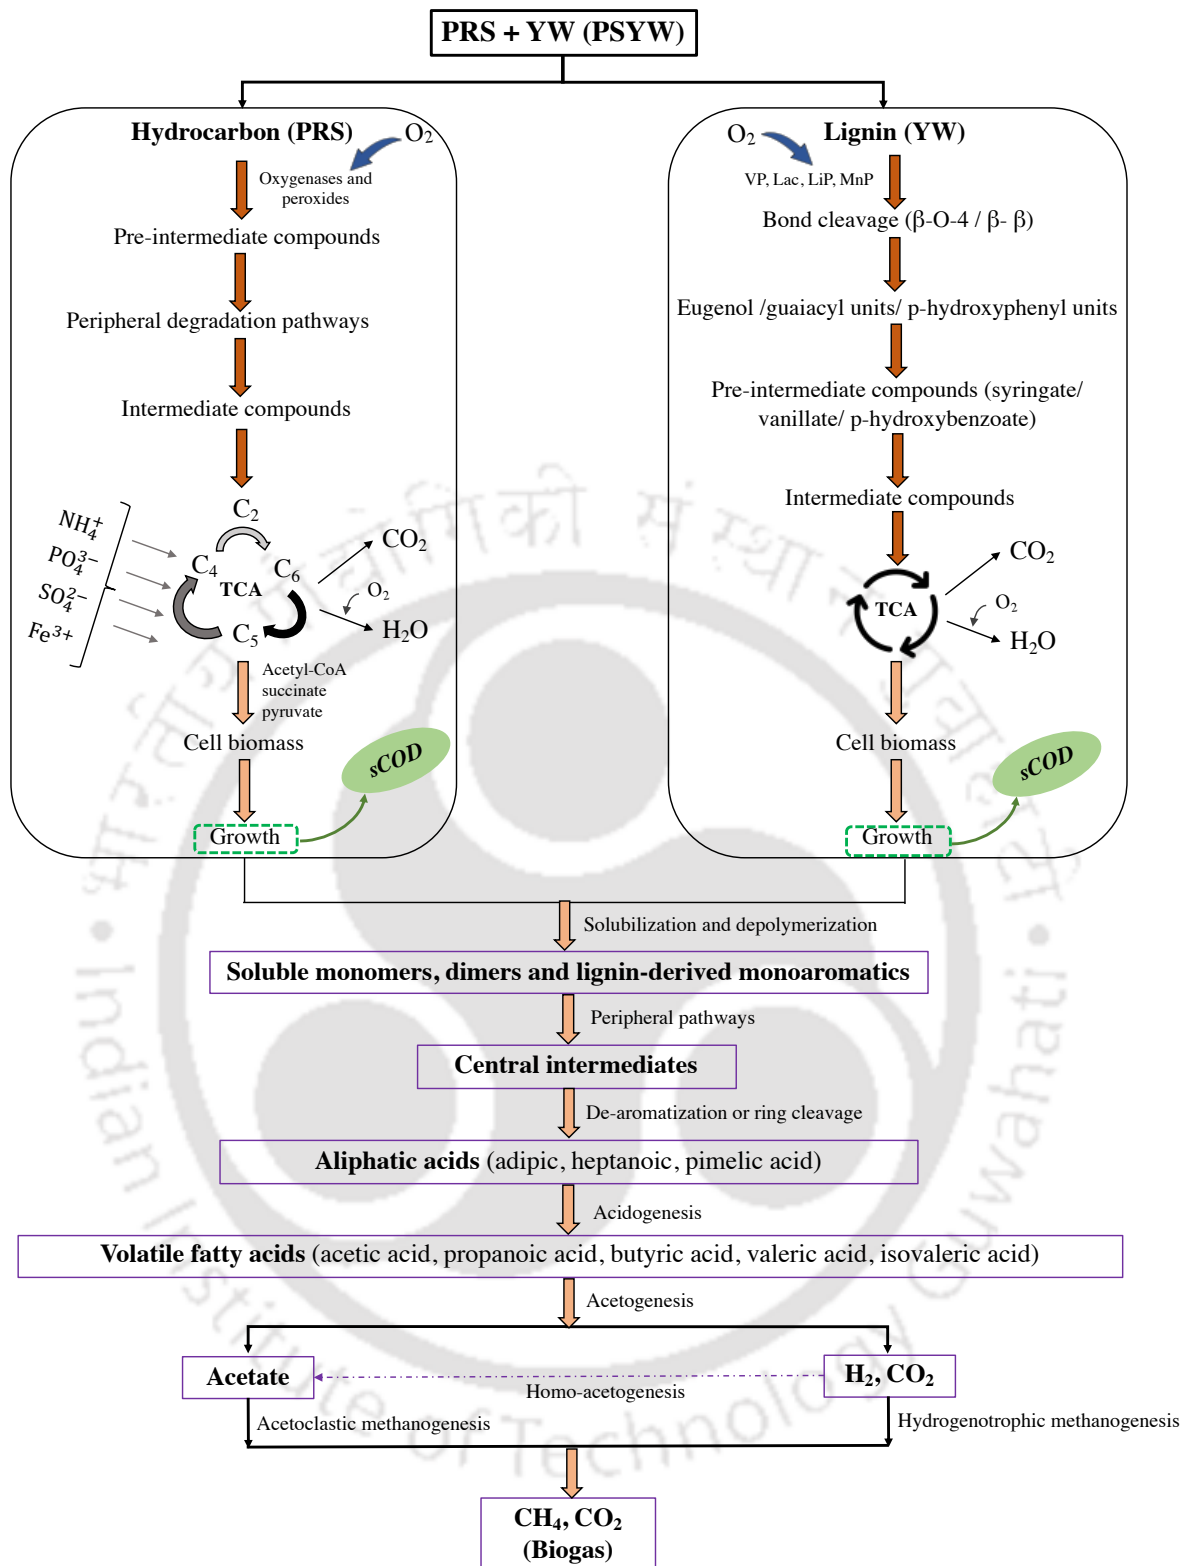 PRS + YW (PSYW)
Hydrocarbon (PRS)
O₂
Oxygenases and
peroxides
Pre-intermediate compounds
Peripheral degradation pathways
Intermediate compounds
NH₄⁺
PO₄³⁻
SO₄²⁻
Fe³⁺
C₂
C₄
C₆
TCA
C₅
CO₂
O₂
H₂O
Acetyl-CoA
succinate
pyruvate
Cell biomass
sCOD
Growth
Lignin (YW)
O₂
VP, Lac, LiP, MnP
Bond cleavage (β-O-4 / β- β)
Eugenol /guaiacyl units/ p-hydroxyphenyl units
Pre-intermediate compounds (syringate/
vanillate/ p-hydroxybenzoate)
Intermediate compounds
TCA
CO₂
O₂
H₂O
Cell biomass
sCOD
Growth
Solubilization and depolymerization
Soluble monomers, dimers and lignin-derived monoaromatics
Peripheral pathways
Central intermediates
De-aromatization or ring cleavage
Aliphatic acids (adipic, heptanoic, pimelic acid)
Acidogenesis
Volatile fatty acids (acetic acid, propanoic acid, butyric acid, valeric acid, isovaleric acid)
Acetogenesis
Acetate
H₂, CO₂
Homo-acetogenesis
Acetoclastic methanogenesis
Hydrogenotrophic methanogenesis
CH₄, CO₂
(Biogas)
Indian Institute of Technology Guwahati